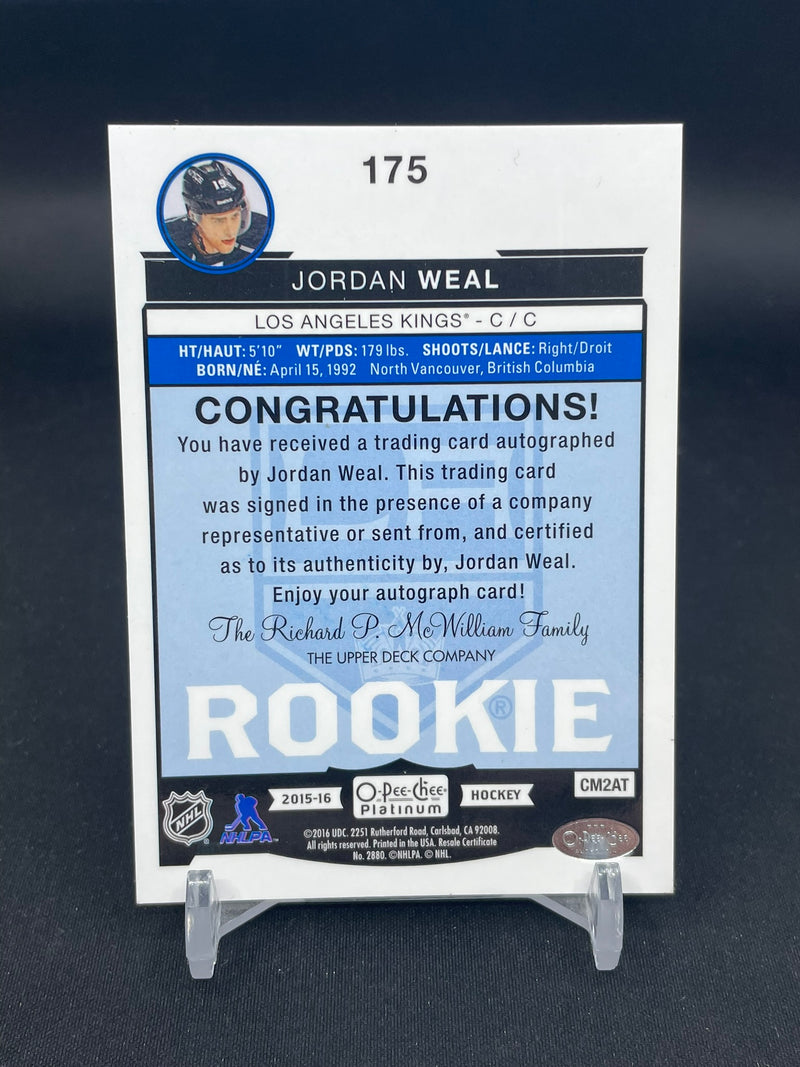 175
19
JORDAN WEAL
LOS ANGELES KINGS® - C / C
HT/HAUT: 5'10" WT/PDS: 179 lbs. SHOOTS/LANCE: Right/Droit
BORN/NÉ: April 15, 1992 North Vancouver, British Columbia
CONGRATULATIONS!
You have received a trading card autographed
by Jordan Weal. This trading card
was signed in the presence of a company
representative or sent from, and certified
as to its authenticity by, Jordan Weal.
Enjoy your autograph card!
The Richard P. McWilliam Family
THE UPPER DECK COMPANY
ROOKIE
®
CM2AT
NHL
NHLPA
2015-16
O-Pee-Chee®
Platinum
HOCKEY
©2016 UDC. 2251 Rutherford Road, Carlsbad, CA 92008.
All rights reserved. Printed in the USA. Resale Certificate
No. 2880. ©NHLPA. © NHL.
O-Pee-Chee